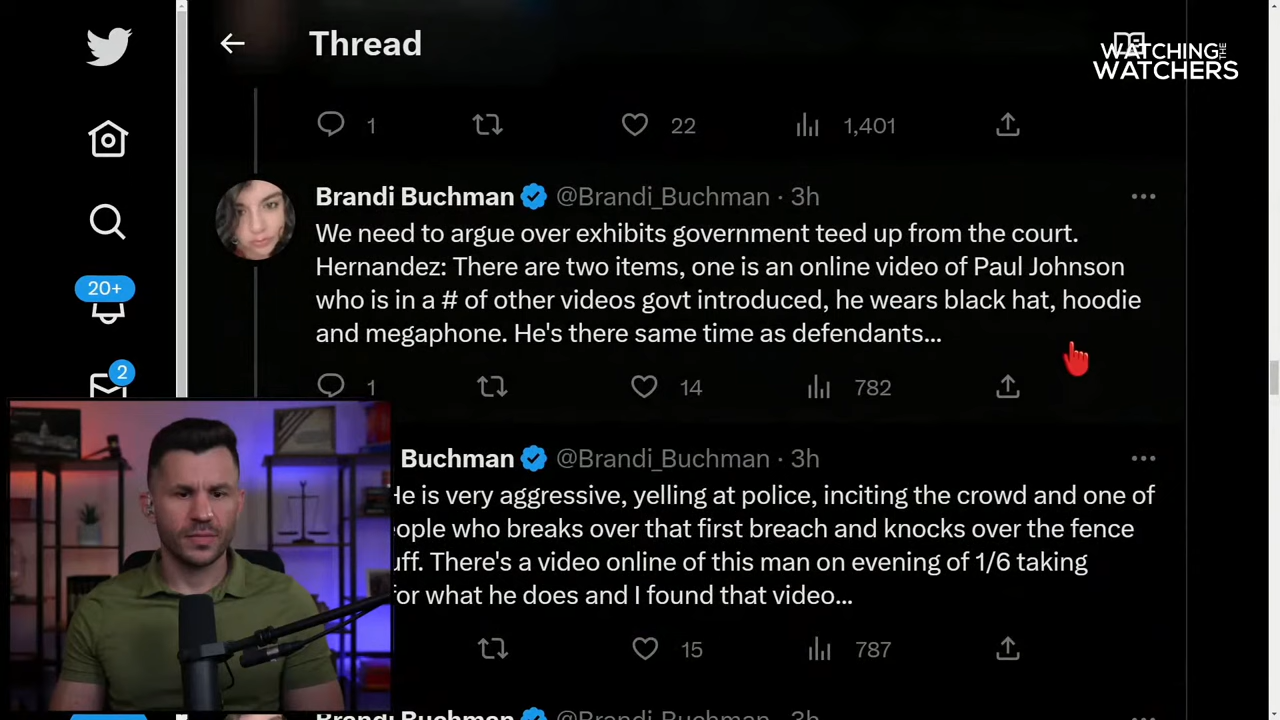 Thread
WATCHING THE
WATCHERS
1 22 1,401
Brandi Buchman @Brandi_Buchman · 3h
We need to argue over exhibits government teed up from the court.
Hernandez: There are two items, one is an online video of Paul Johnson
who is in a # of other videos govt introduced, he wears black hat, hoodie
and megaphone. He's there same time as defendants...
20+
2
1 14 782
Buchman @Brandi_Buchman · 3h
He is very aggressive, yelling at police, inciting the crowd and one of
who breaks over that first breach and knocks over the fence
There's a video online of this man on evening of 1/6 taking
for what he does and I found that video...
15 787
Brandi Buchman @Brandi_Buchman · 3h